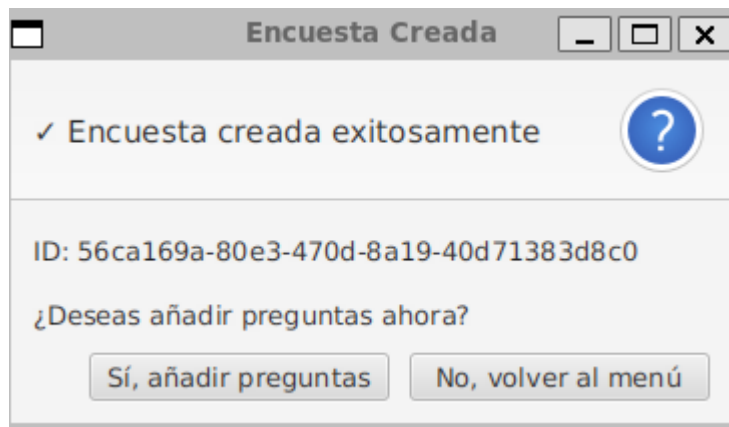 Encuesta Creada
✓ Encuesta creada exitosamente
?
ID: 56ca169a-80e3-470d-8a19-40d71383d8c0
¿Deseas añadir preguntas ahora?
Sí, añadir preguntas
No, volver al menú